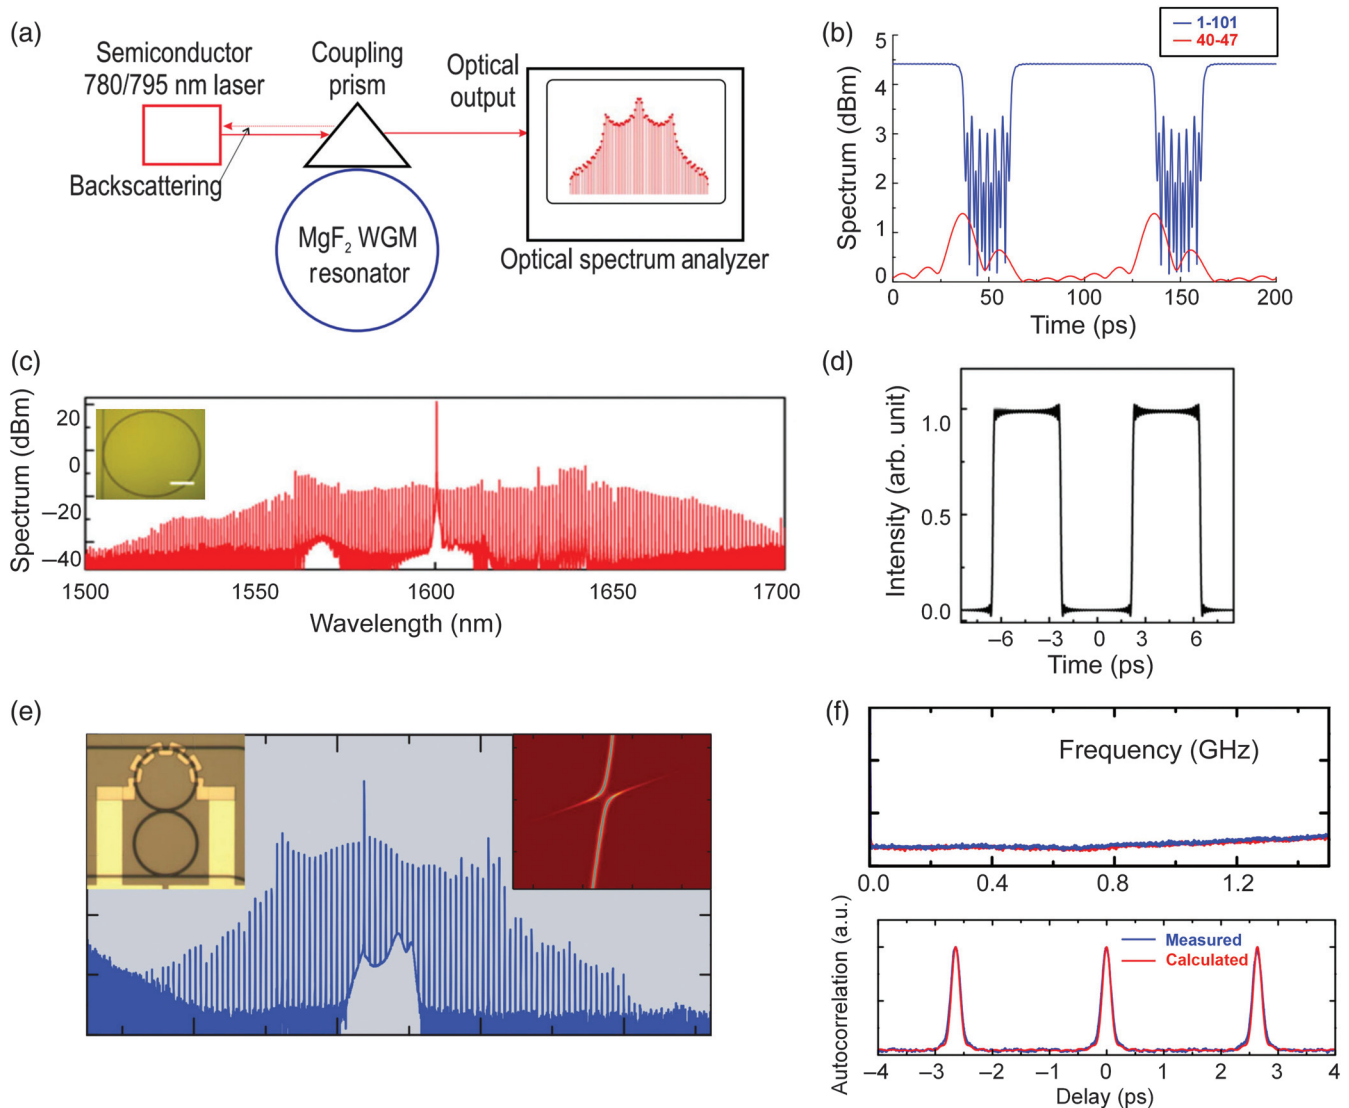 (a)
Semiconductor
780/795 nm laser
Coupling
prism
Optical
output
Backscattering
MgF2 WGM
resonator
Optical spectrum analyzer
(b)
1-101
40-47
Spectrum (dBm)
5
4
3
2
1
0
0 50 100 150 200
Time (ps)
(c)
Spectrum (dBm)
20
0
–20
–40
1500 1550 1600 1650 1700
Wavelength (nm)
(d)
Intensity (arb. unit)
1.0
0.5
0.0
–6 –3 0 3 6
Time (ps)
(e)
(f)
Frequency (GHz)
0.0 0.4 0.8 1.2
Autocorrelation (a.u.)
Measured
Calculated
–4 –3 –2 –1 0 1 2 3 4
Delay (ps)